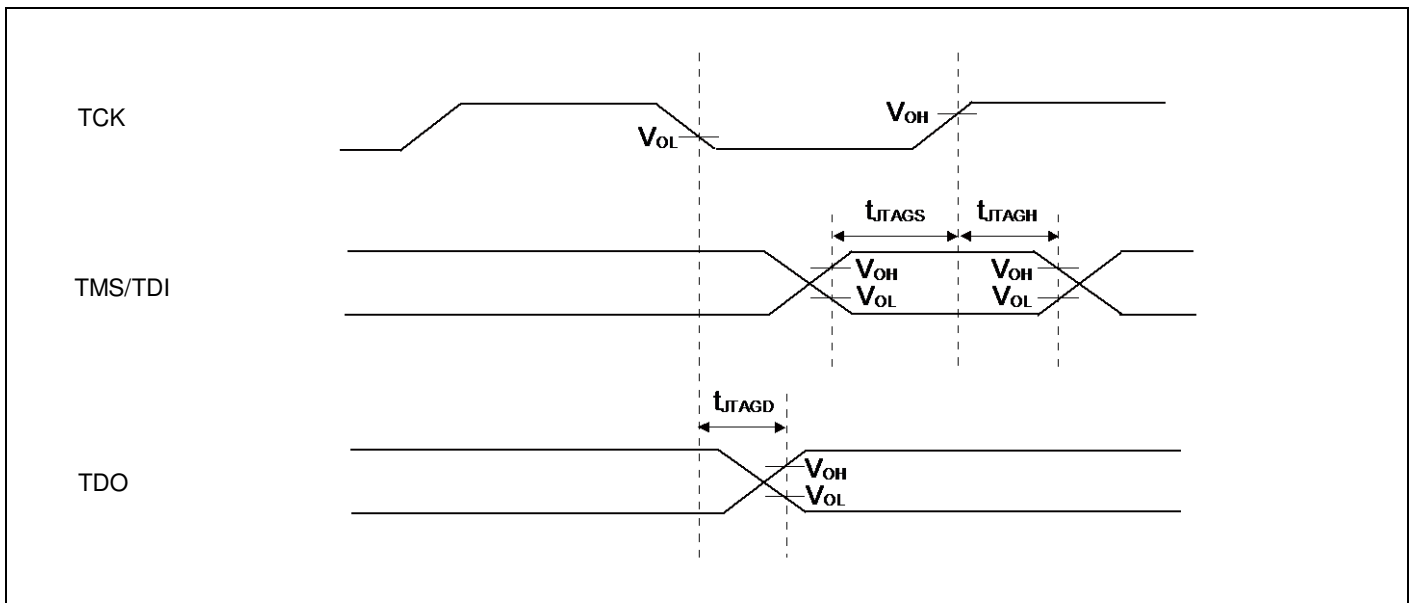 TCK
VOL
VOH
tJTAGS
tJTAGH
TMS/TDI
VOH
VOL
VOH
VOL
tJTAGD
TDO
VOH
VOL